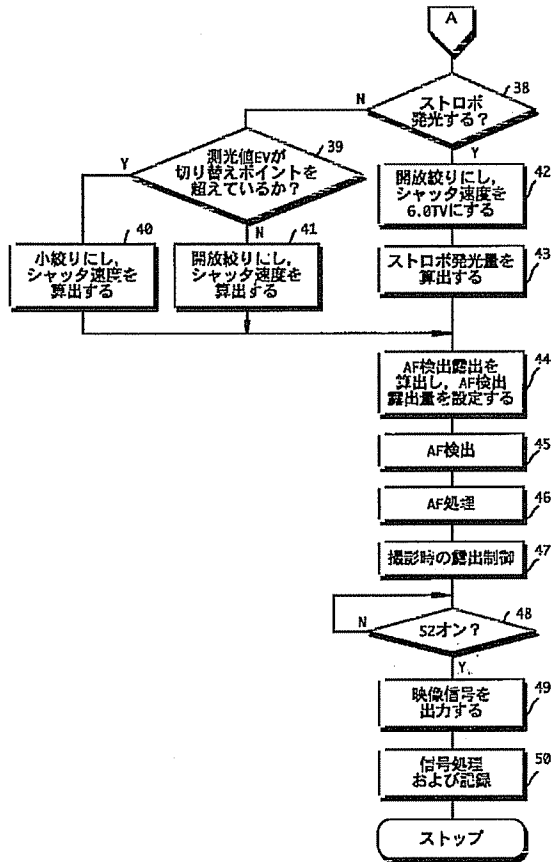 A
38
ストロボ
発光する?
N
Y
39
測光値EVが
切り替えポイントを
超えているか?
Y
N
42
開放絞りにし,
シャッタ速度を
6.0TVにする
40
小絞りにし,
シャッタ速度を
算出する
41
開放絞りにし,
シャッタ速度を
算出する
43
ストロボ発光量を
算出する
44
AF検出露出を
算出し,AF検出
露出量を設定する
45
AF検出
46
AF処理
47
撮影時の露出制御
48
S2オン?
N
Y
49
映像信号を
出力する
50
信号処理
および記録
ストップ